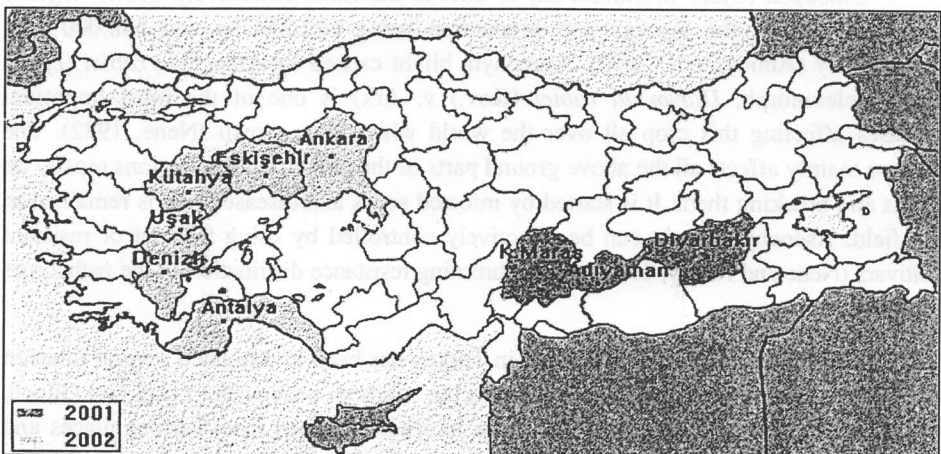 Ankara
Eskişehir
Kütahya
Uşak
Denizli
Antalya
Maraş
Adıyaman
Diyarbakır
2001
2002